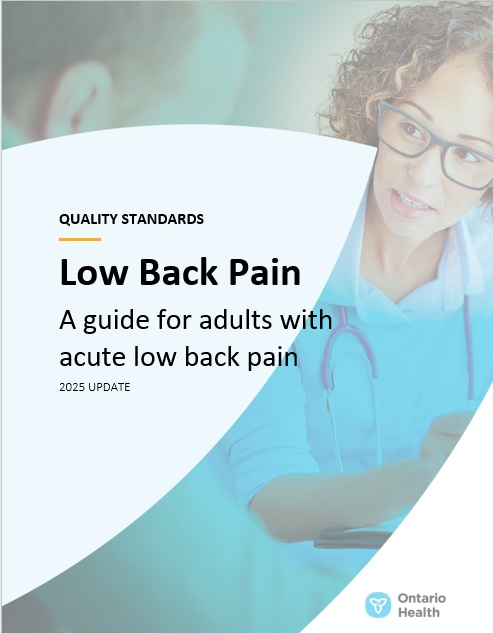 QUALITY STANDARDS
Low Back Pain
A guide for adults with
acute low back pain
2025 UPDATE
Ontario
Health